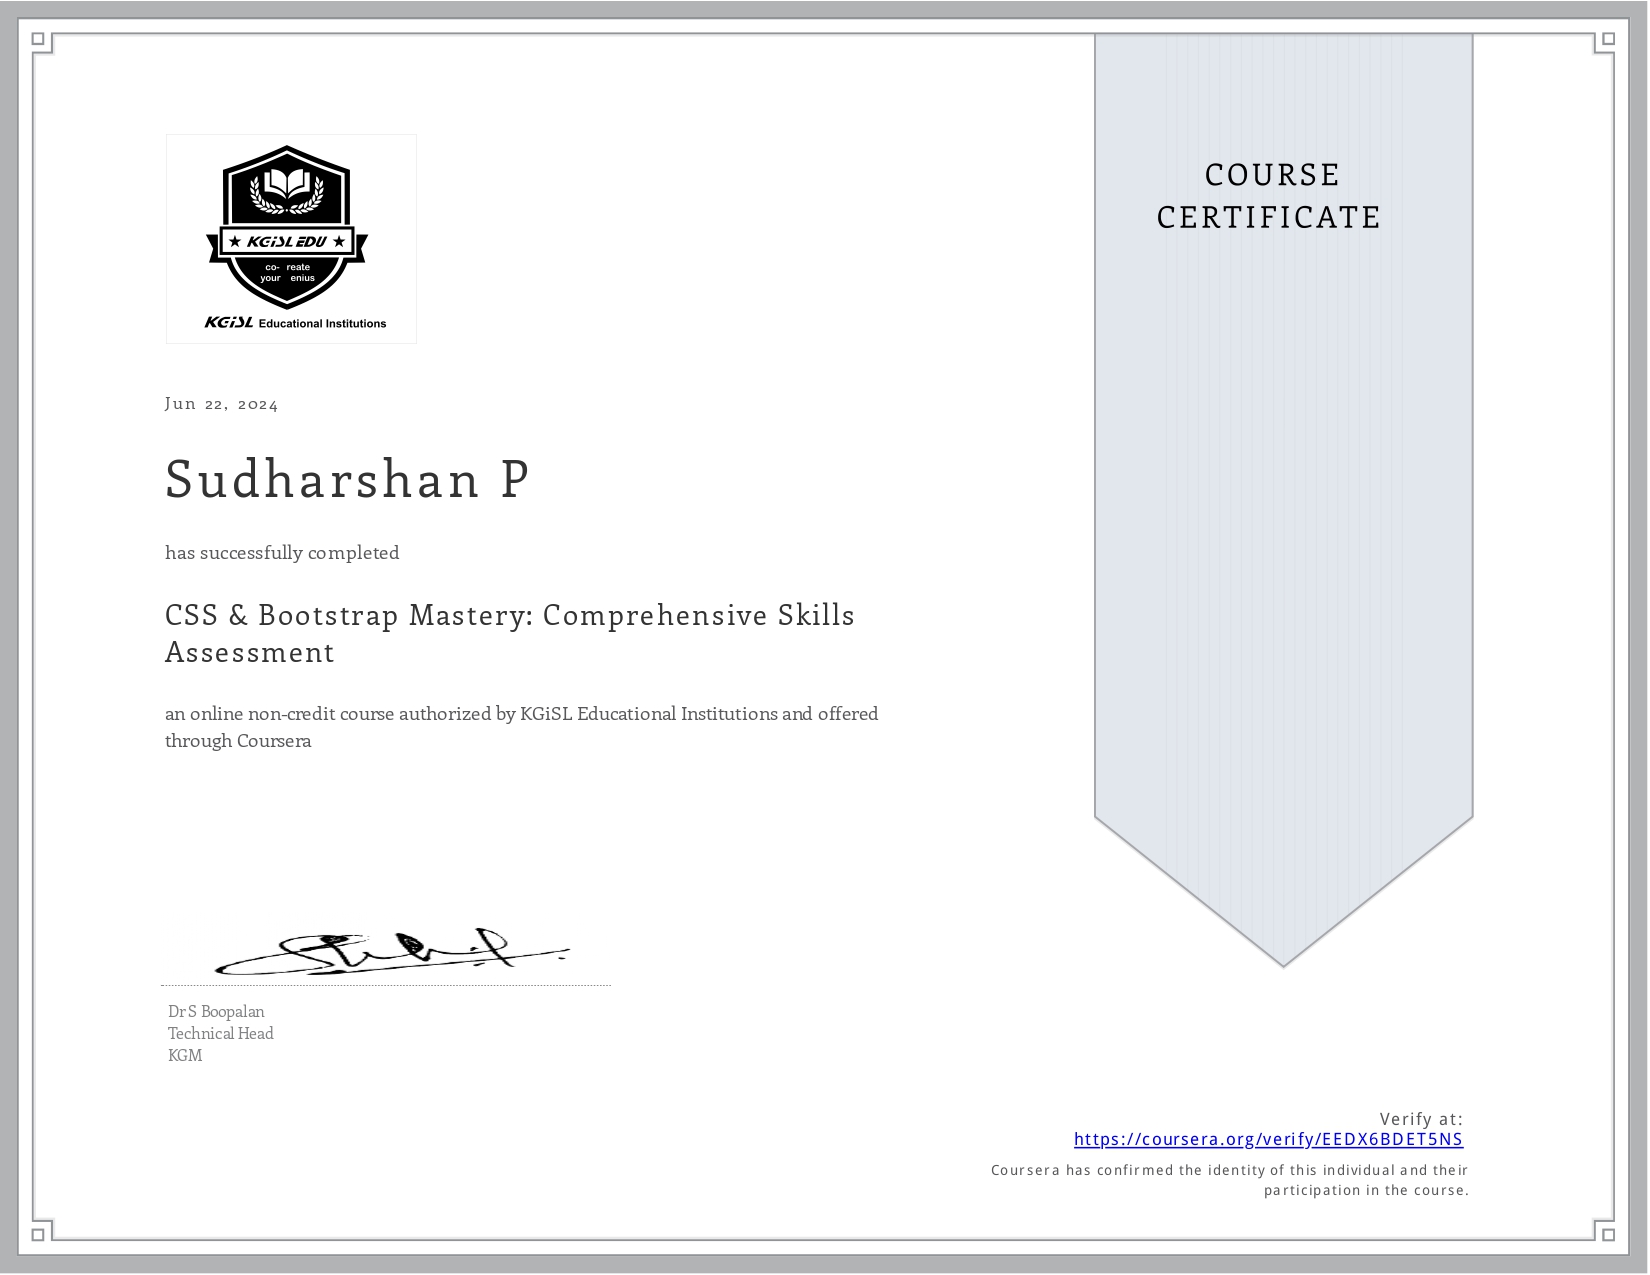 COURSE
CERTIFICATE
KGiSL EDU
co- reate
your enius
KGiSL Educational Institutions
Jun 22, 2024
Sudharshan P
has successfully completed
CSS & Bootstrap Mastery: Comprehensive Skills
Assessment
an online non-credit course authorized by KGiSL Educational Institutions and offered
through Coursera
Dr S Boopalan
Technical Head
KGM
Verify at:
https://coursera.org/verify/EEDX6BDET5NS
Coursera has confirmed the identity of this individual and their
participation in the course.